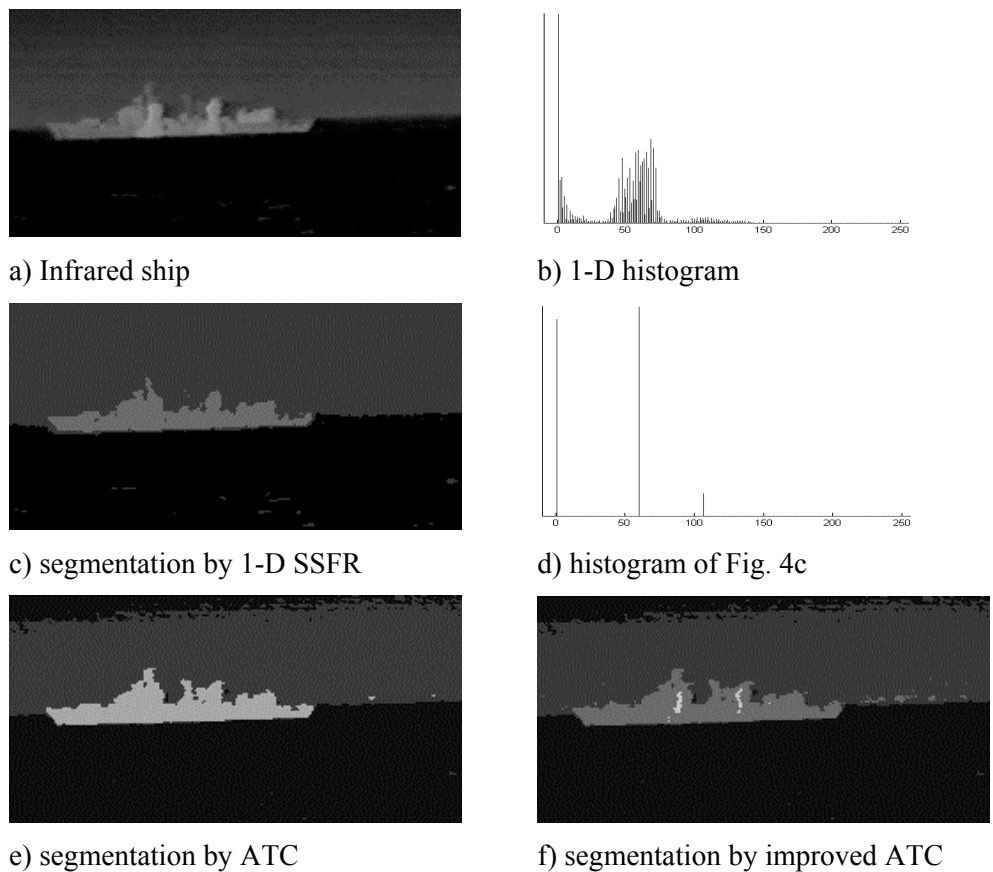 0 50 100 150 200 250
a) Infrared ship
b) 1-D histogram
0 50 100 150 200 250
c) segmentation by 1-D SSFR
d) histogram of Fig. 4c
e) segmentation by ATC
f) segmentation by improved ATC